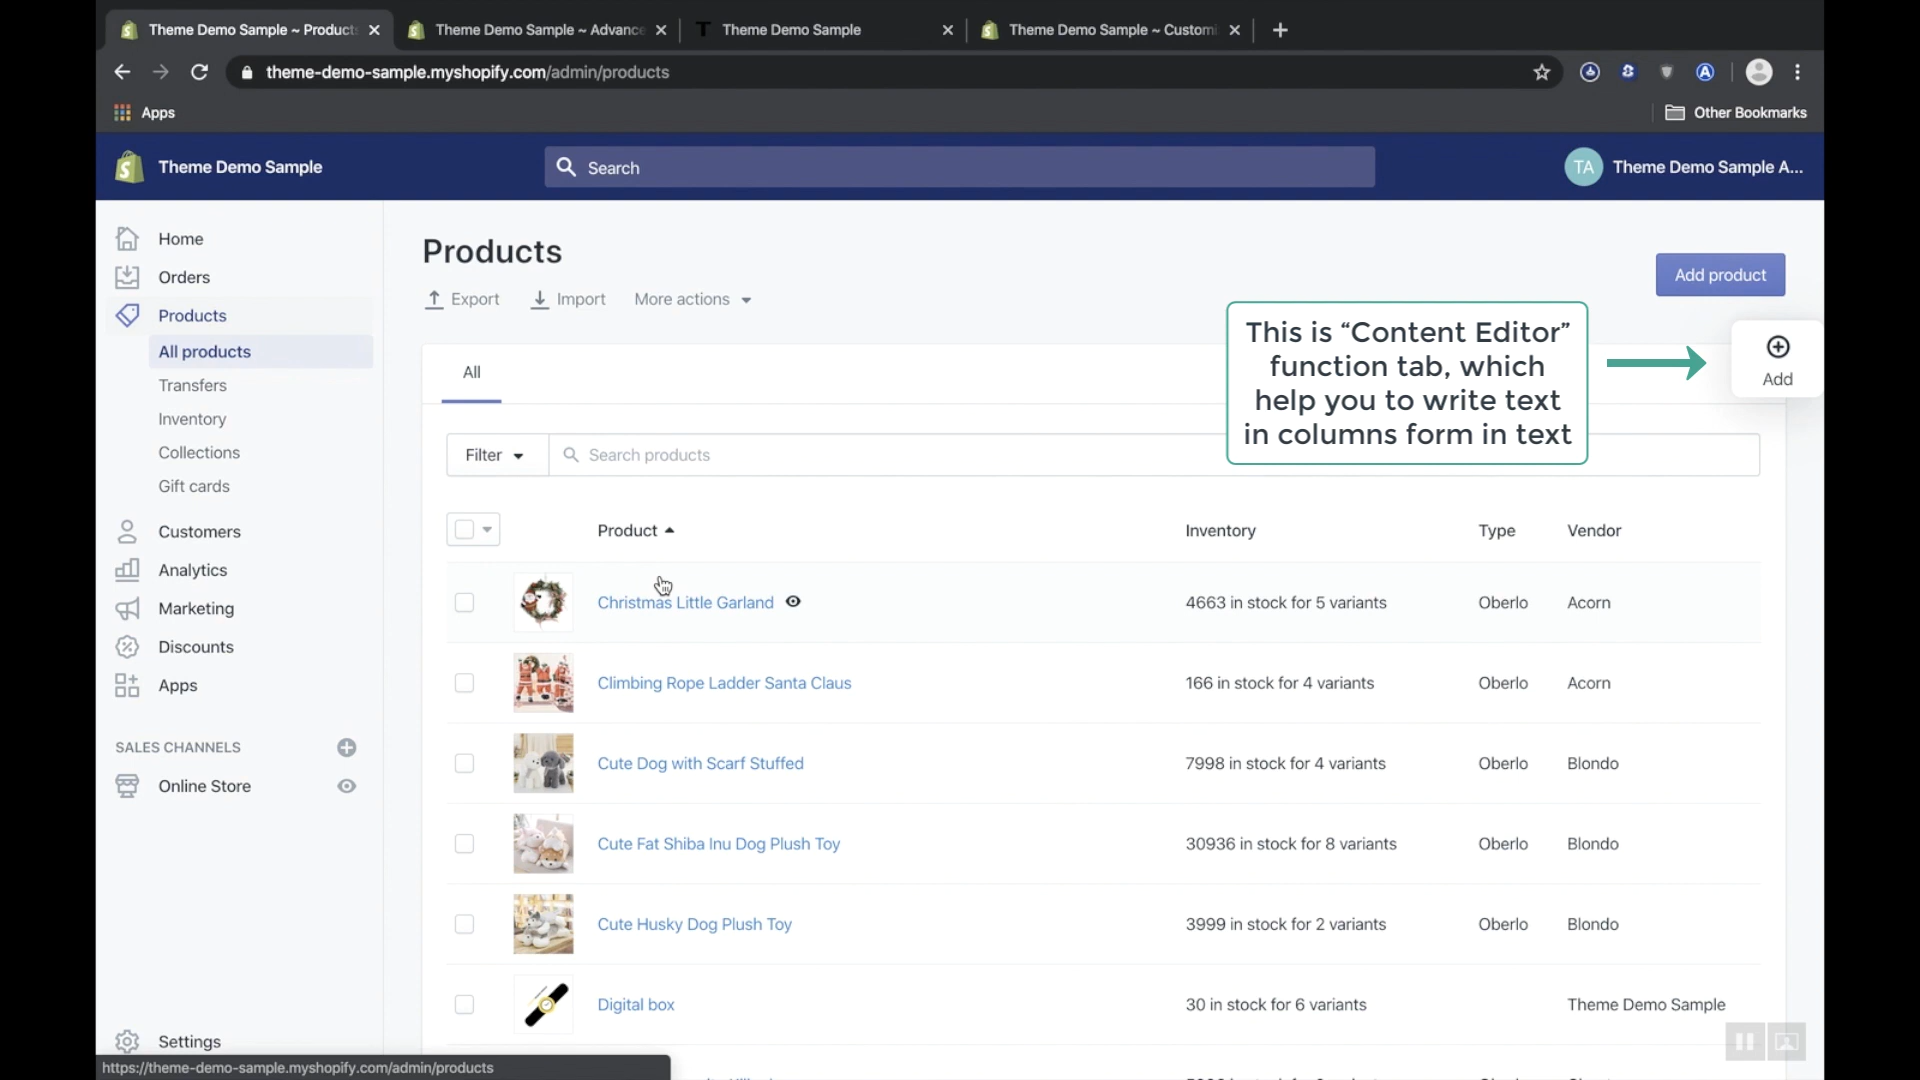 Theme Demo Sample ~ Product
Theme Demo Sample ~ Advance
Theme Demo Sample
Theme Demo Sample ~ Customi
theme-demo-sample.myshopify.com/admin/products
Apps
Other Bookmarks
Theme Demo Sample
Search
TA
Theme Demo Sample A...
Home
Orders
Products
All products
Transfers
Inventory
Collections
Gift cards
Customers
Analytics
Marketing
Discounts
Apps
SALES CHANNELS
Online Store
Settings
https://theme-demo-sample.myshopify.com/admin/products
Products
Export
Import
More actions
Add product
This is “Content Editor”
function tab, which
help you to write text
in columns form in text
Add
All
Filter
Search products
Product Inventory Type Vendor
Christmas Little Garland 4663 in stock for 5 variants Oberlo Acorn
Climbing Rope Ladder Santa Claus 166 in stock for 4 variants Oberlo Acorn
Cute Dog with Scarf Stuffed 7998 in stock for 4 variants Oberlo Blondo
Cute Fat Shiba Inu Dog Plush Toy 30936 in stock for 8 variants Oberlo Blondo
Cute Husky Dog Plush Toy 3999 in stock for 2 variants Oberlo Blondo
Digital box 30 in stock for 6 variants Theme Demo Sample